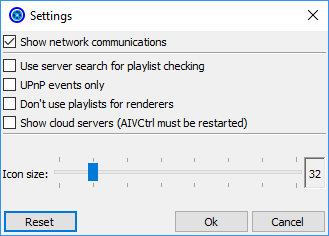 Settings
Show network communications
Use server search for playlist checking
UPnP events only
Don't use playlists for renderers
Show cloud servers (AIVCtrl must be restarted)
Icon size: 32
Reset Ok Cancel